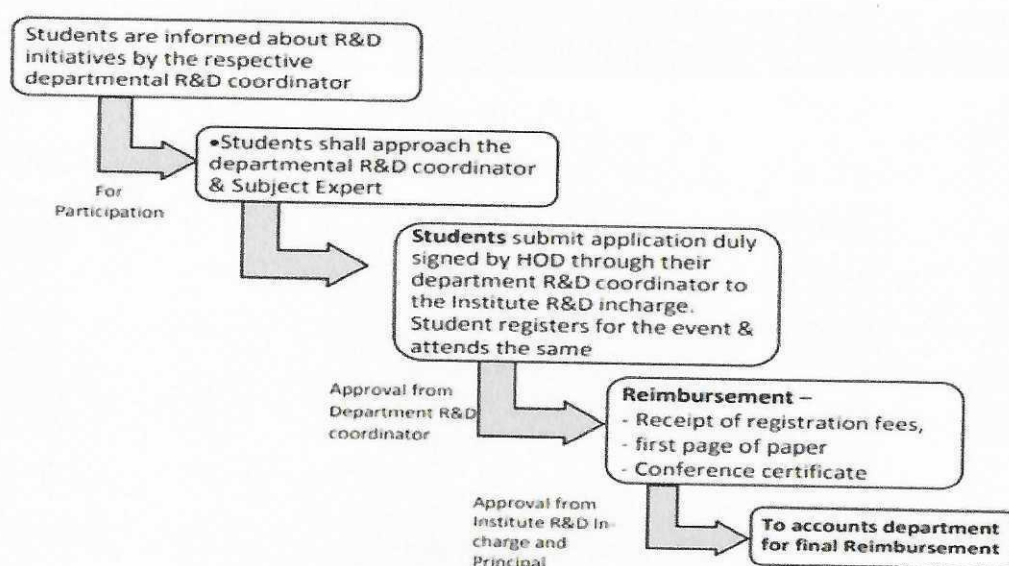 Students are informed about R&D
initiatives by the respective
departmental R&D coordinator
•Students shall approach the
departmental R&D coordinator
& Subject Expert
For
Participation
Students submit application duly
signed by HOD through their
department R&D coordinator to
the Institute R&D incharge.
Student registers for the event &
attends the same
Approval from
Department R&D
coordinator
Reimbursement –
- Receipt of registration fees,
- first page of paper
- Conference certificate
Approval from
Institute R&D In-
charge and
Principal
To accounts department
for final Reimbursement